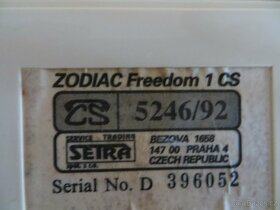 ZODIAC Freedom 1 CS
CS 5246/92
SERVICE TRADING
SETRA
spol. s r.o.
BEZOVA 1658
147 00 PRAHA 4
CZECH REPUBLIC
Serial No. D 396052